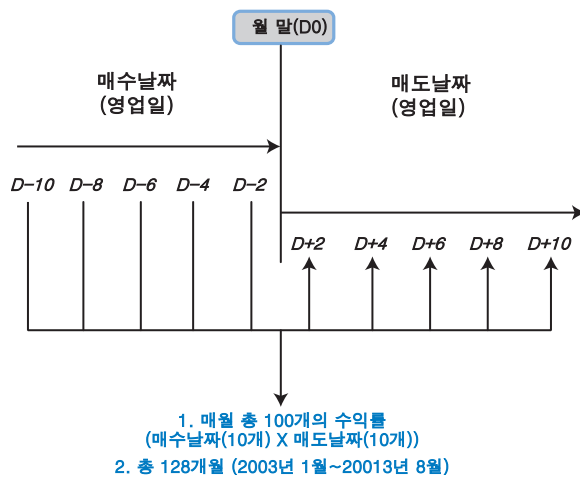 월 말(D0)
매수날짜
(영업일)
매도날짜
(영업일)
D-10 D-8 D-6 D-4 D-2
D+2 D+4 D+6 D+8 D+10
1. 매월 총 100개의 수익률
(매수날짜(10개) X 매도날짜(10개))
2. 총 128개월 (2003년 1월~20013년 8월)